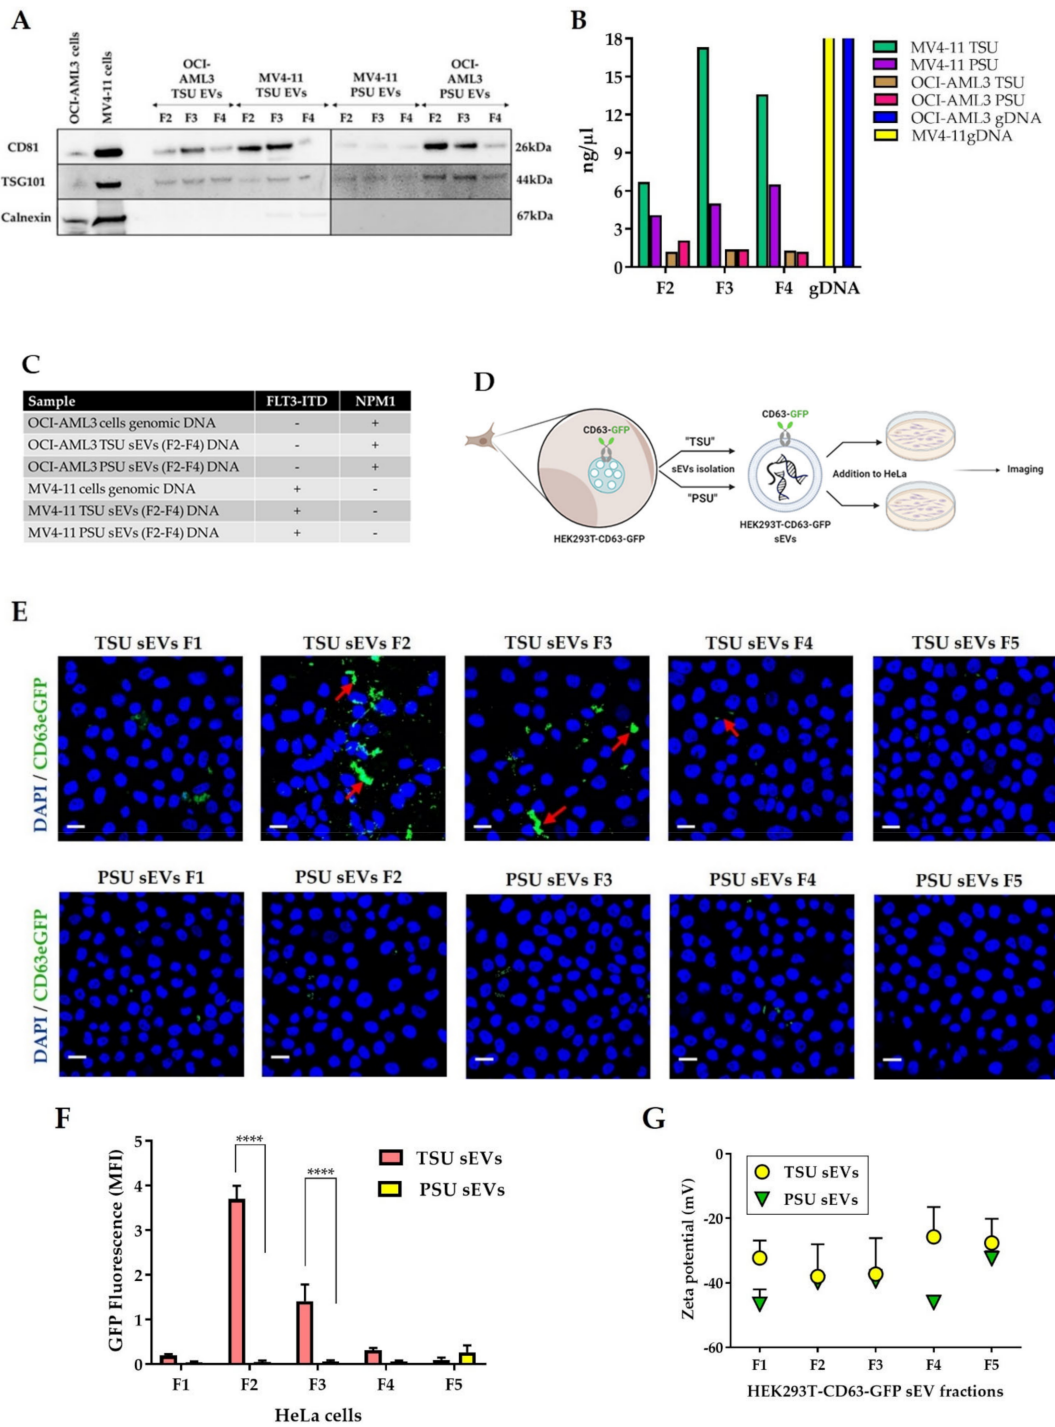 A
OCI-AML3 cells
MV4-11 cells
OCI-
AML3
TSU EVs
MV4-11
TSU EVs
MV4-11
PSU EVs
OCI-
AML3
PSU EVs
F2 F3 F4 F2 F3 F4 F2 F3 F4 F2 F3 F4
CD81 26kDa
TSG101 44kDa
Calnexin 67kDa
B
ng/μl
18
15
12
9
6
3
0
F2 F3 F4 gDNA
MV4-11 TSU
MV4-11 PSU
OCI-AML3 TSU
OCI-AML3 PSU
OCI-AML3 gDNA
MV4-11gDNA
C
Sample FLT3-ITD NPM1
OCI-AML3 cells genomic DNA - +
OCI-AML3 TSU sEVs (F2-F4) DNA - +
OCI-AML3 PSU sEVs (F2-F4) DNA - +
MV4-11 cells genomic DNA + -
MV4-11 TSU sEVs (F2-F4) DNA + -
MV4-11 PSU sEVs (F2-F4) DNA + -
D
CD63-GFP
HEK293T-CD63-GFP
"TSU"
sEVs isolation
"PSU"
CD63-GFP
HEK293T-CD63-GFP
sEVs
Addition to HeLa
Imaging
E
DAPI / CD63eGFP
TSU sEVs F1
TSU sEVs F2
TSU sEVs F3
TSU sEVs F4
TSU sEVs F5
DAPI / CD63eGFP
PSU sEVs F1
PSU sEVs F2
PSU sEVs F3
PSU sEVs F4
PSU sEVs F5
F
GFP Fluorescence (MFI)
5
4
3
2
1
0
****
****
TSU sEVs
PSU sEVs
F1 F2 F3 F4 F5
HeLa cells
G
Zeta potential (mV)
0
-20
-40
-60
TSU sEVs
PSU sEVs
F1 F2 F3 F4 F5
HEK293T-CD63-GFP sEV fractions